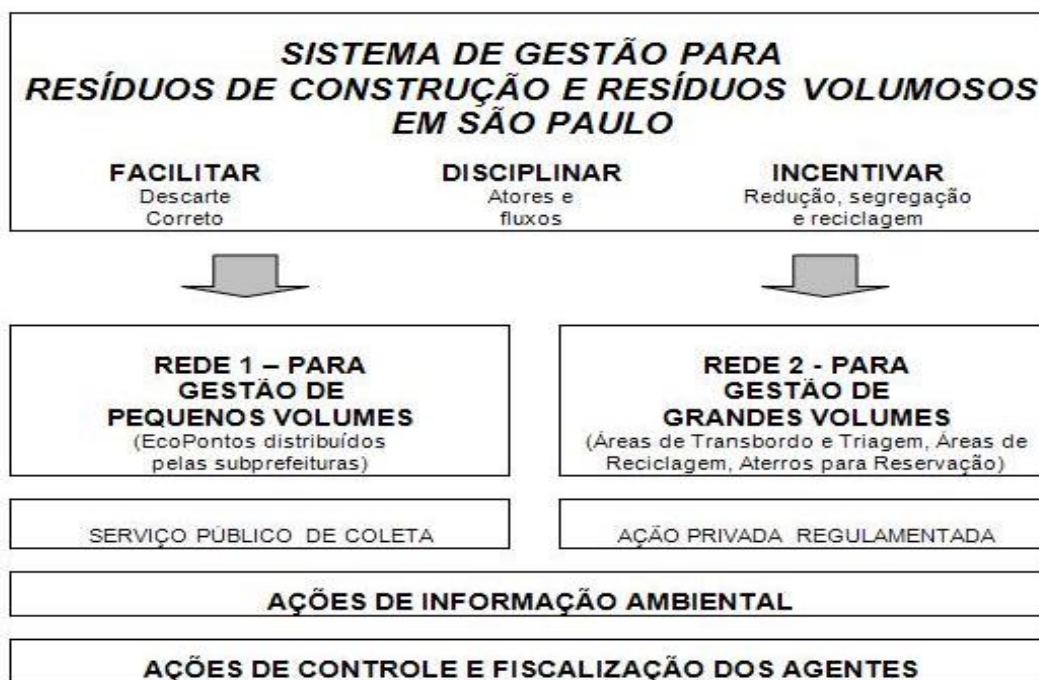 SISTEMA DE GESTÃO PARA
RESÍDUOS DE CONSTRUÇÃO E RESÍDUOS VOLUMOSOS
EM SÃO PAULO
FACILITAR
Descarte
Correto
DISCIPLINAR
Atores e
fluxos
INCENTIVAR
Redução, segregação
e reciclagem
REDE 1 – PARA
GESTÃO DE
PEQUENOS VOLUMES
(EcoPontos distribuídos
pelas subprefeituras)
REDE 2 - PARA
GESTÃO DE
GRANDES VOLUMES
(Áreas de Transbordo e Triagem, Áreas de
Reciclagem, Aterros para Reservação)
SERVIÇO PÚBLICO DE COLETA
AÇÃO PRIVADA REGULAMENTADA
AÇÕES DE INFORMAÇÃO AMBIENTAL
AÇÕES DE CONTROLE E FISCALIZAÇÃO DOS AGENTES